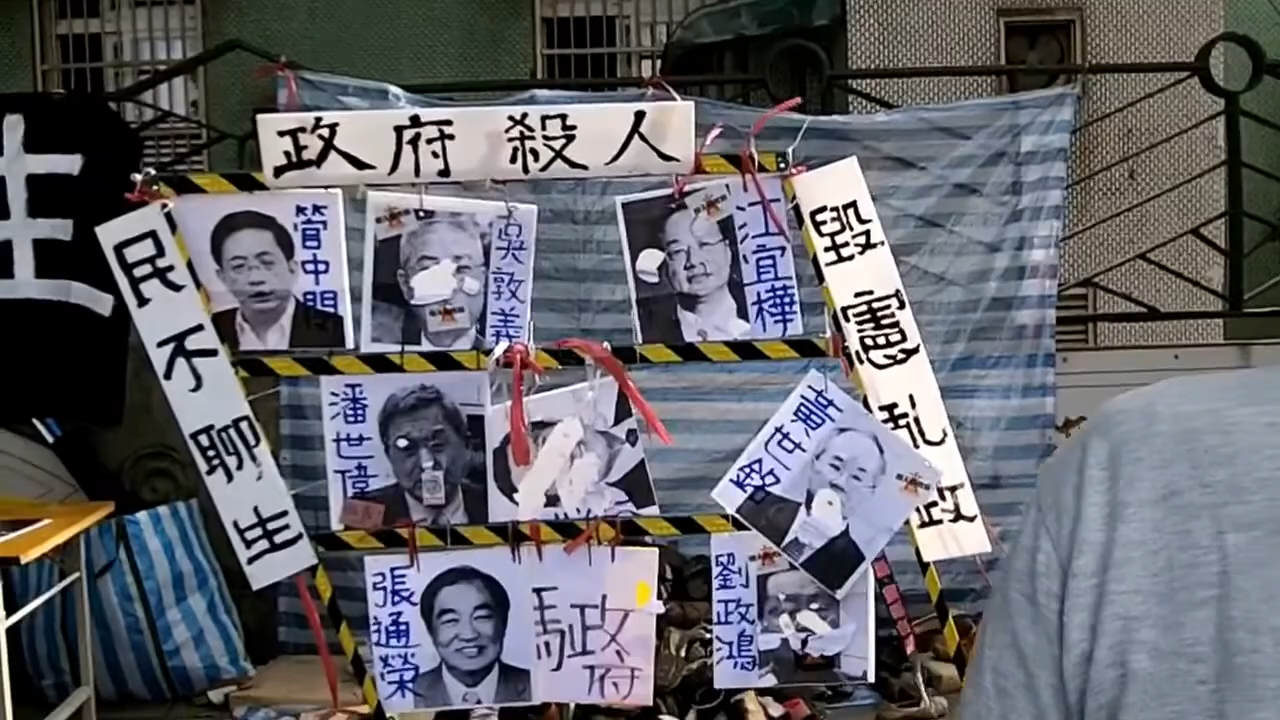 政府殺人
民不聊生
毀憲乱政
管中閔
吳敦義
江宜樺
潘世偉
黃世銘
張通榮
馬政府
劉政鴻
生